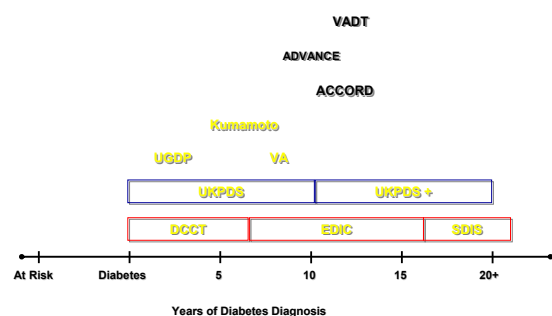 VADT
ADVANCE
ACCORD
Kumamoto
UGDP VA
UKPDS UKPDS +
DCCT EDIC SDIS
At Risk Diabetes 5 10 15 20+
Years of Diabetes Diagnosis